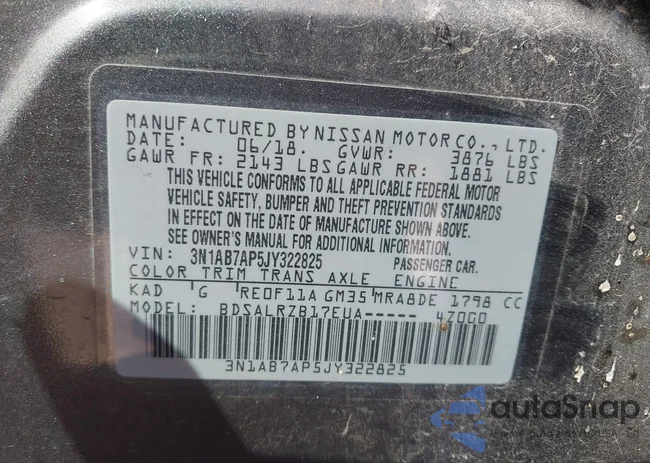 MANUFACTURED BY NISSAN MOTOR CO., LTD.
DATE: 06/18. GVWR: 3876 LBS
GAWR FR: 2143 LBS GAWR RR: 1881 LBS
THIS VEHICLE CONFORMS TO ALL APPLICABLE FEDERAL MOTOR
VEHICLE SAFETY, BUMPER AND THEFT PREVENTION STANDARDS
IN EFFECT ON THE DATE OF MANUFACTURE SHOWN ABOVE.
SEE OWNER'S MANUAL FOR ADDITIONAL INFORMATION.
VIN: 3N1AB7AP5JY322825 PASSENGER CAR.
COLOR TRIM TRANS AXLE ENGINE
KAD G RE0F11A GM35 MRA8DE 1798 CC
MODEL: BDSALRZB17EUA----- 4Z0G0
3N1AB7AP5JY322825
autoSnap